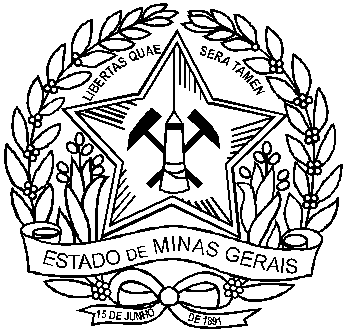 LIBERTAS QUAE SERA TAMEN
ESTADO DE MINAS GERAIS
15 DE JUNHO DE 1891